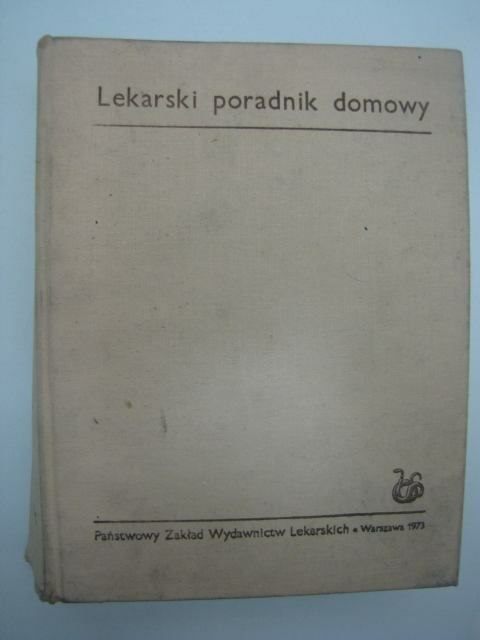 Lekarski poradnik domowy
Państwowy Zakład Wydawnictw Lekarskich • Warszawa 1973